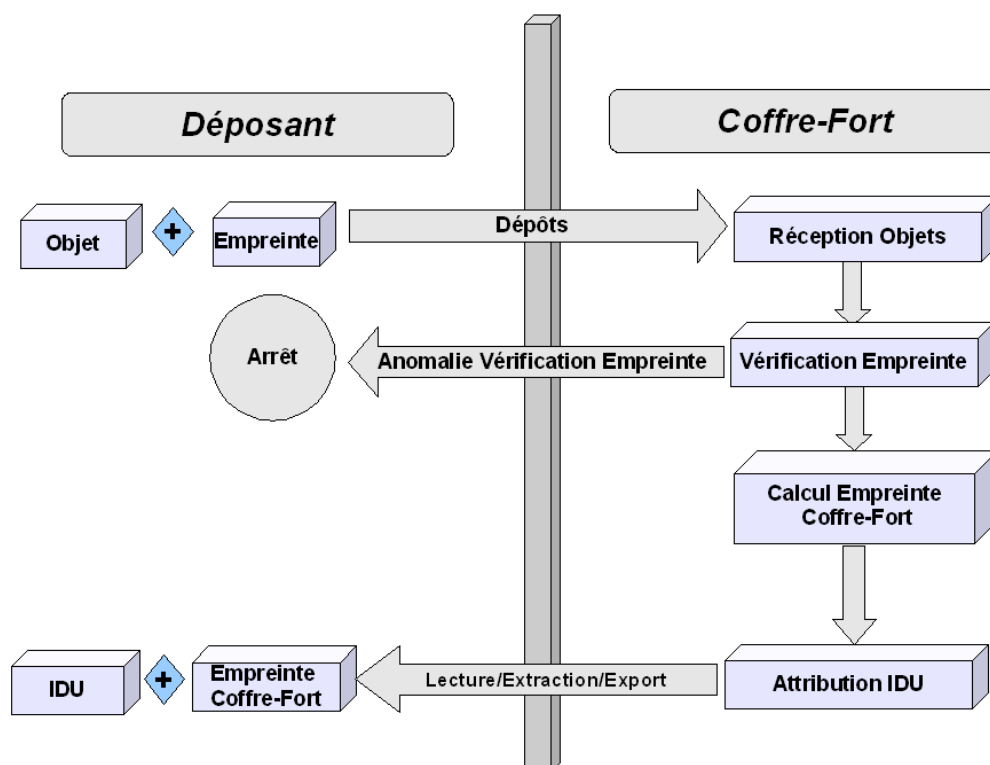 Déposant
Coffre-Fort
Objet
+
Empreinte
Dépôts
Réception Objets
Arrêt
Anomalie Vérification Empreinte
Vérification Empreinte
Calcul Empreinte
Coffre-Fort
IDU
+
Empreinte
Coffre-Fort
Lecture/Extraction/Export
Attribution IDU